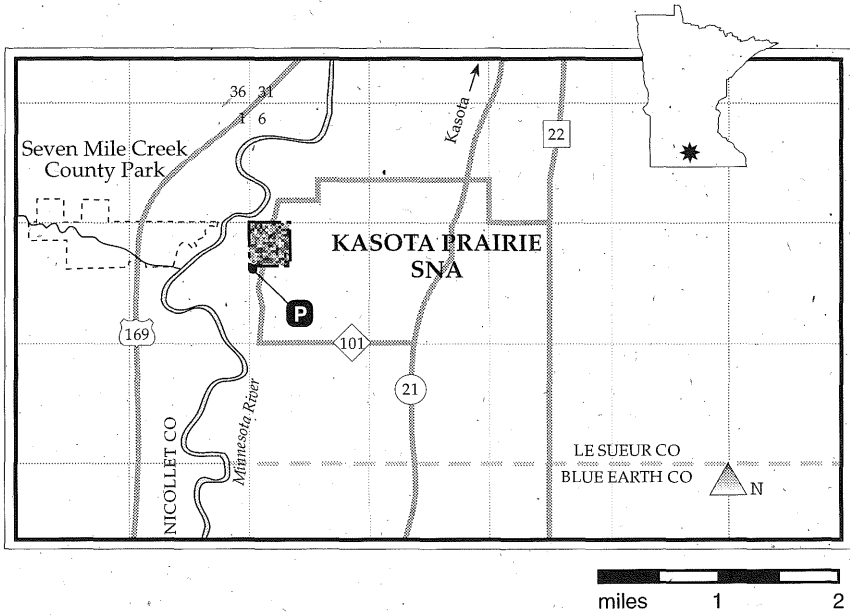 36 31
1 6
Seven Mile Creek
County Park
Kasota
22
KASOTA PRAIRIE
SNA
P
169
101
21
NICOLLET CO
Minnesota River
LE SUEUR CO
BLUE EARTH CO
N
miles 1 2